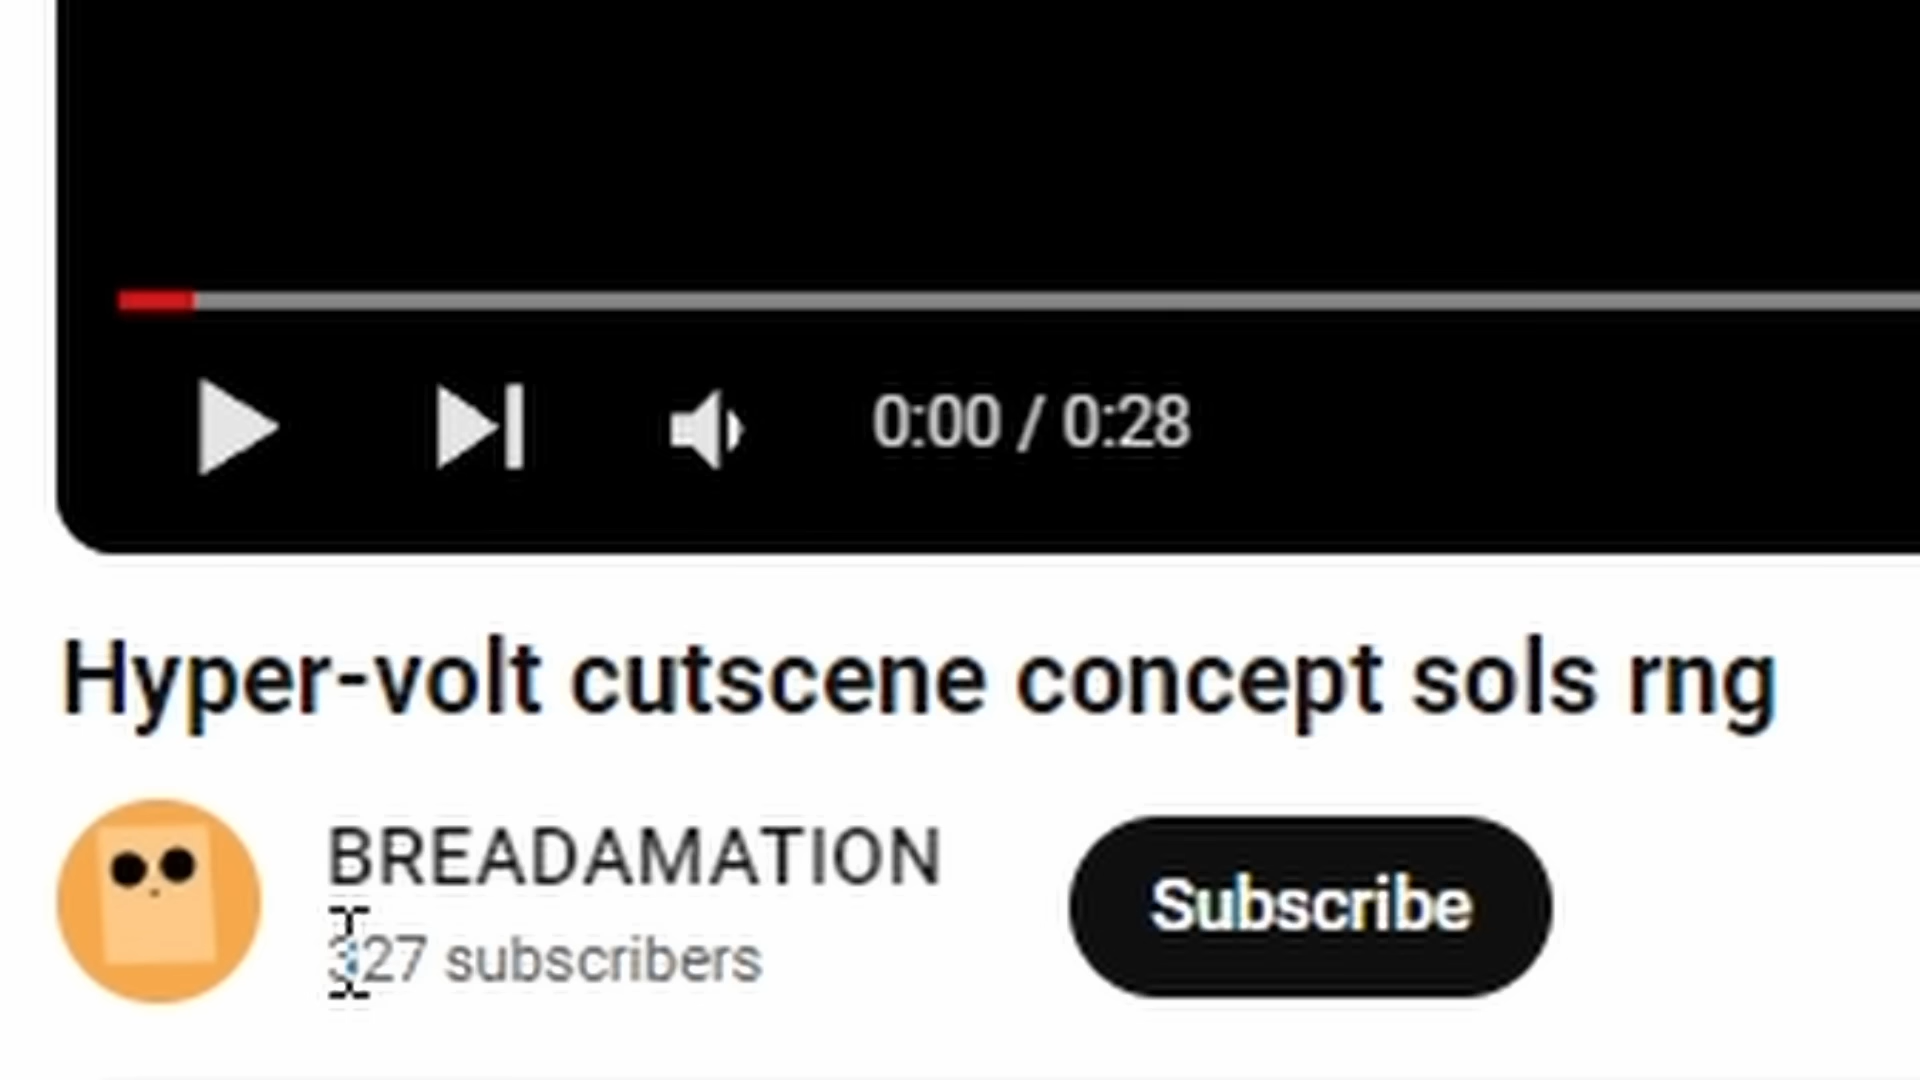 0:00 / 0:28
Hyper-volt cutscene concept sols rng
BREADAMATION
Subscribe
327 subscribers